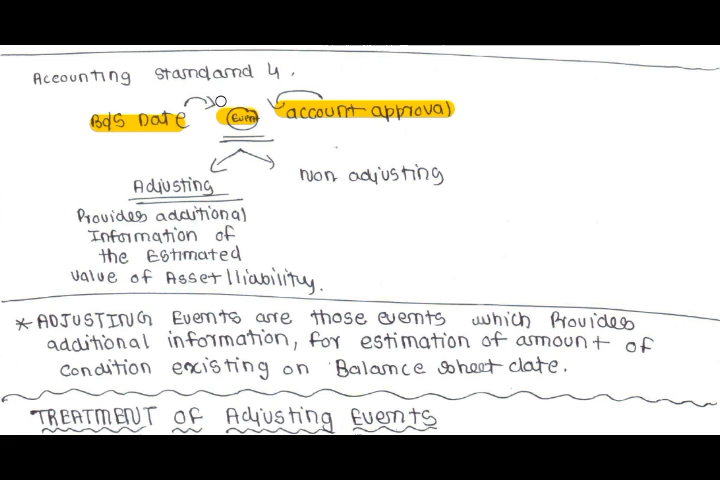 Accounting standard 4.
Bals Date Event account approval
Adjusting Non adjusting
Provides additional
Information of
the Estimated
value of Asset/liability.
* ADJUSTING Events are those events which Provides
additional information, for estimation of amount of
condition existing on Balance sheet date.
TREATMENT OF Adjusting Events